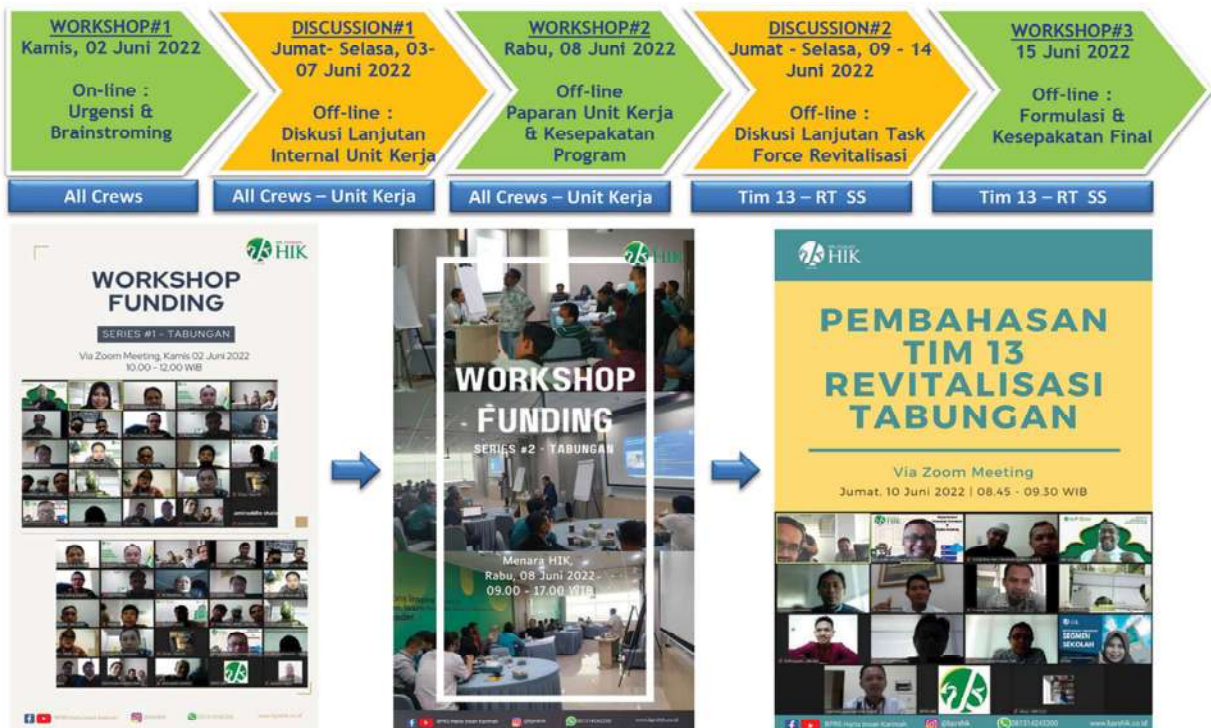 WORKSHOP#1
Kamis, 02 Juni 2022
On-line :
Urgensi &
Brainstroming
DISCUSSION#1
Jumat- Selasa, 03-
07 Juni 2022
Off-line :
Diskusi Lanjutan
Internal Unit Kerja
WORKSHOP#2
Rabu, 08 Juni 2022
Off-line
Paparan Unit Kerja
& Kesepakatan
Program
DISCUSSION#2
Jumat - Selasa, 09 - 14
Juni 2022
Off-line :
Diskusi Lanjutan Task
Force Revitalisasi
WORKSHOP#3
15 Juni 2022
Off-line :
Formulasi &
Kesepakatan Final
All Crews
All Crews – Unit Kerja
All Crews – Unit Kerja
Tim 13 – RT SS
Tim 13 – RT SS
HIK
WORKSHOP
FUNDING
SERIES #1 - TABUNGAN
Via Zoom Meeting, Kamis 02 Juni 2022
10.00 - 12.00 WIB
HIK
WORKSHOP
FUNDING
SERIES #2 - TABUNGAN
Menara HIK,
Rabu, 08 Juni 2022
09.00 - 17.00 WIB
HIK
PEMBAHASAN
TIM 13
REVITALISASI
TABUNGAN
Via Zoom Meeting
Jumat, 10 Juni 2022 | 08.45 - 09.30 WIB
HIK
SEGMEN
SEKOLAH